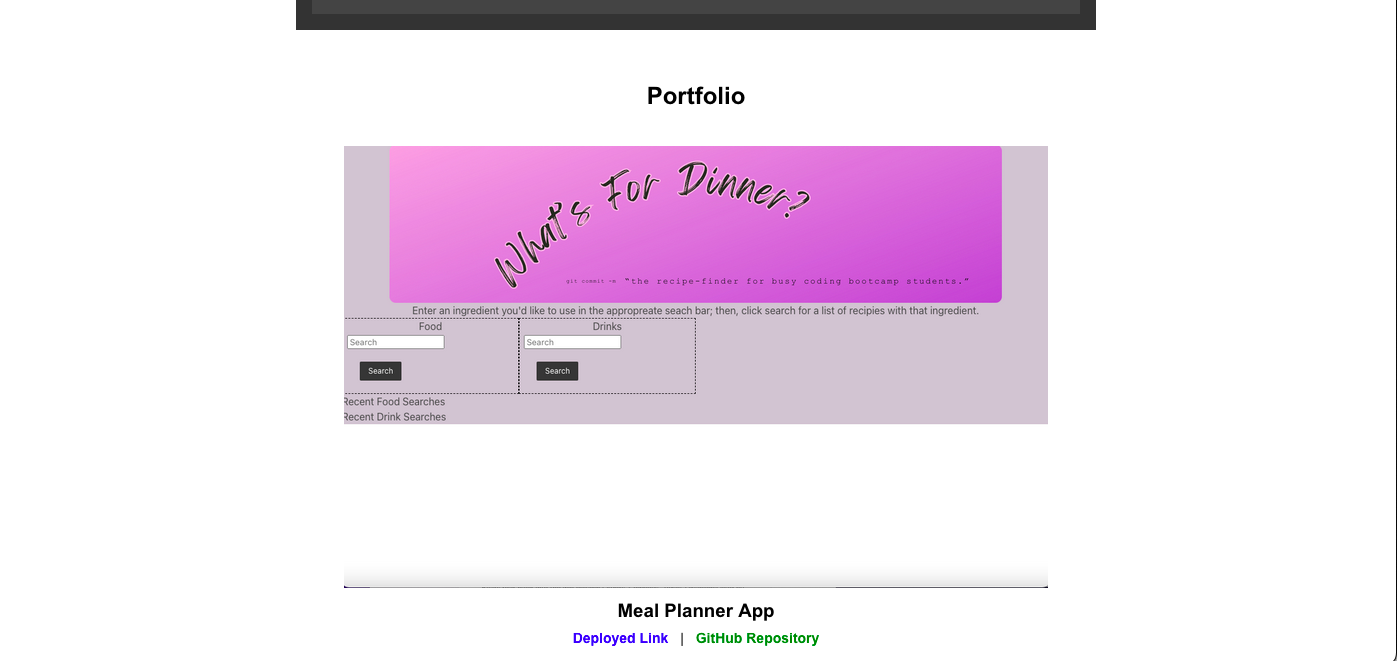 Portfolio
What's For Dinner?
git commit -m "the recipe-finder for busy coding bootcamp students."
Enter an ingredient you'd like to use in the appropreate seach bar; then, click search for a list of recipies with that ingredient.
Food Drinks
Search Search
Search Search
Recent Food Searches
Recent Drink Searches
Meal Planner App
Deployed Link | GitHub Repository